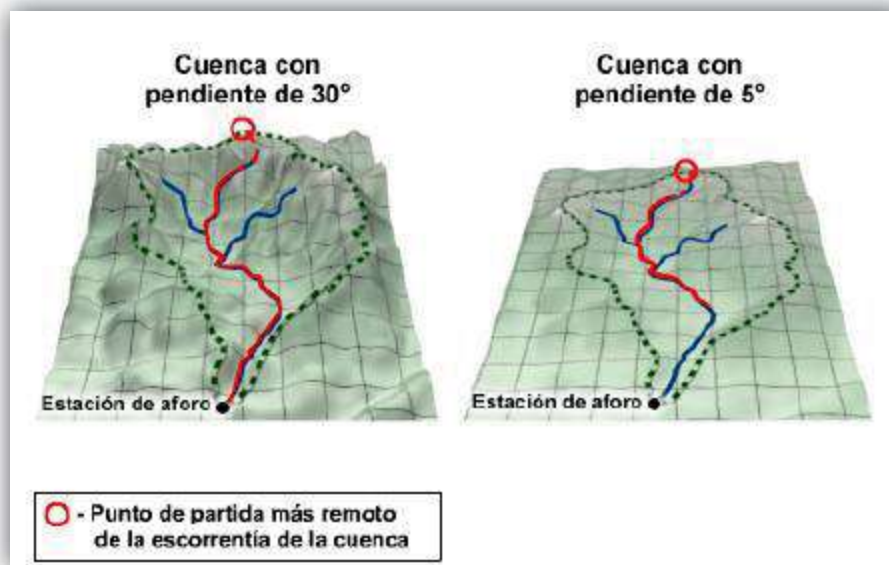 Cuenca con
pendiente de 30°
Cuenca con
pendiente de 5°
Estación de aforo
Estación de aforo
- Punto de partida más remoto
de la escorrentía de la cuenca